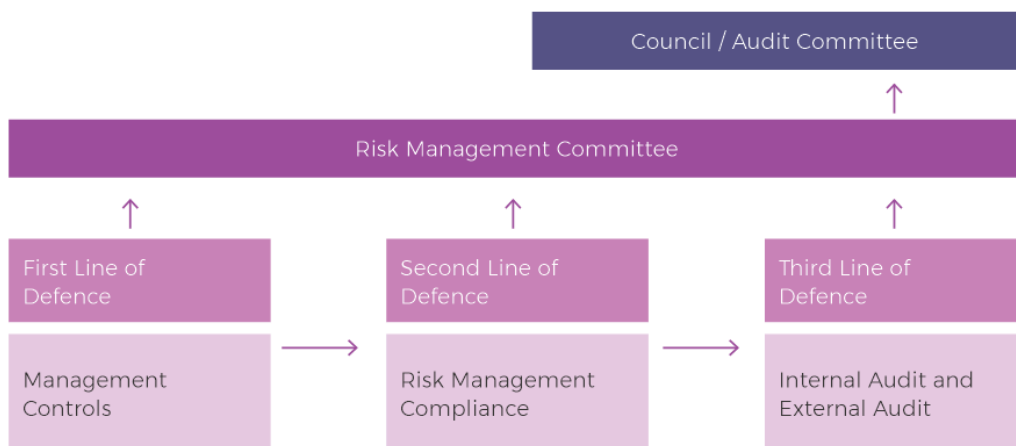 Council / Audit Committee
Risk Management Committee
First Line of
Defence
Second Line of
Defence
Third Line of
Defence
Management
Controls
Risk Management
Compliance
Internal Audit and
External Audit